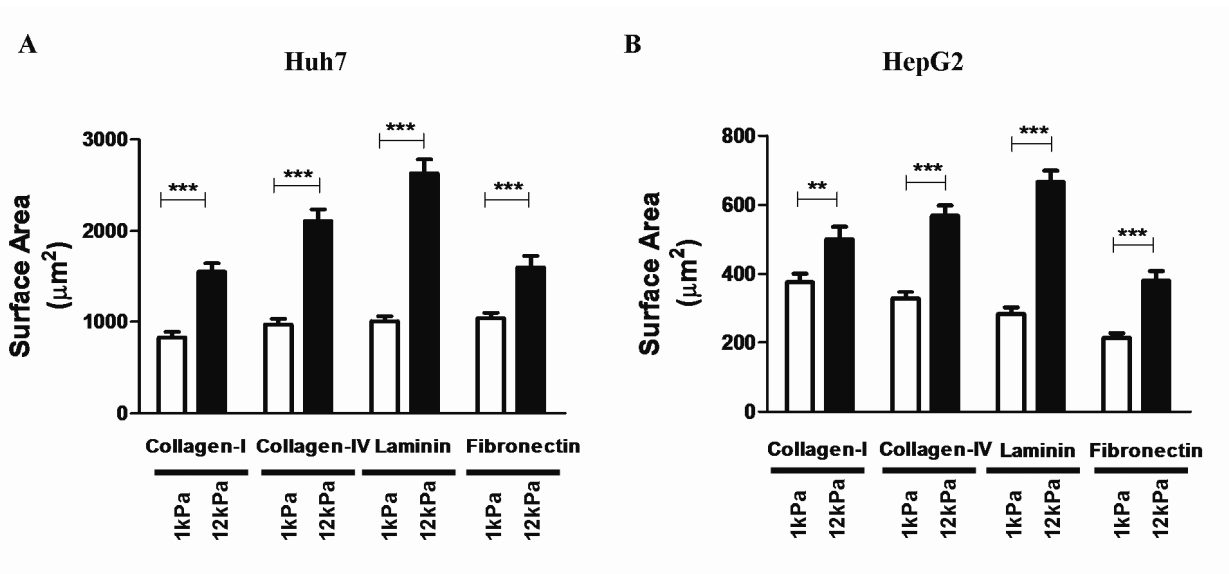 A
Huh7
Surface Area
(μm²)
3000
2000
1000
0
***
***
***
***
Collagen-I Collagen-IV Laminin Fibronectin
1kPa 12kPa 1kPa 12kPa 1kPa 12kPa 1kPa 12kPa
B
HepG2
Surface Area
(μm²)
800
600
400
200
0
**
***
***
***
Collagen-I Collagen-IV Laminin Fibronectin
1kPa 12kPa 1kPa 12kPa 1kPa 12kPa 1kPa 12kPa